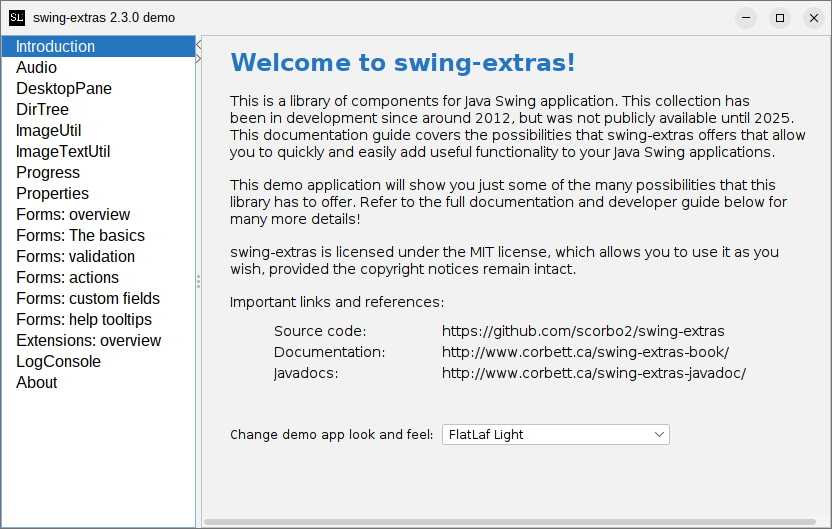 SL
swing-extras 2.3.0 demo
Introduction
Audio
DesktopPane
DirTree
ImageUtil
ImageTextUtil
Progress
Properties
Forms: overview
Forms: The basics
Forms: validation
Forms: actions
Forms: custom fields
Forms: help tooltips
Extensions: overview
LogConsole
About
Welcome to swing-extras!
This is a library of components for Java Swing application. This collection has
been in development since around 2012, but was not publicly available until 2025.
This documentation guide covers the possibilities that swing-extras offers that allow
you to quickly and easily add useful functionality to your Java Swing applications.
This demo application will show you just some of the many possibilities that this
library has to offer. Refer to the full documentation and developer guide below for
many more details!
swing-extras is licensed under the MIT license, which allows you to use it as you
wish, provided the copyright notices remain intact.
Important links and references:
Source code: https://github.com/scorbo2/swing-extras
Documentation: http://www.corbett.ca/swing-extras-book/
Javadocs: http://www.corbett.ca/swing-extras-javadoc/
Change demo app look and feel: FlatLaf Light